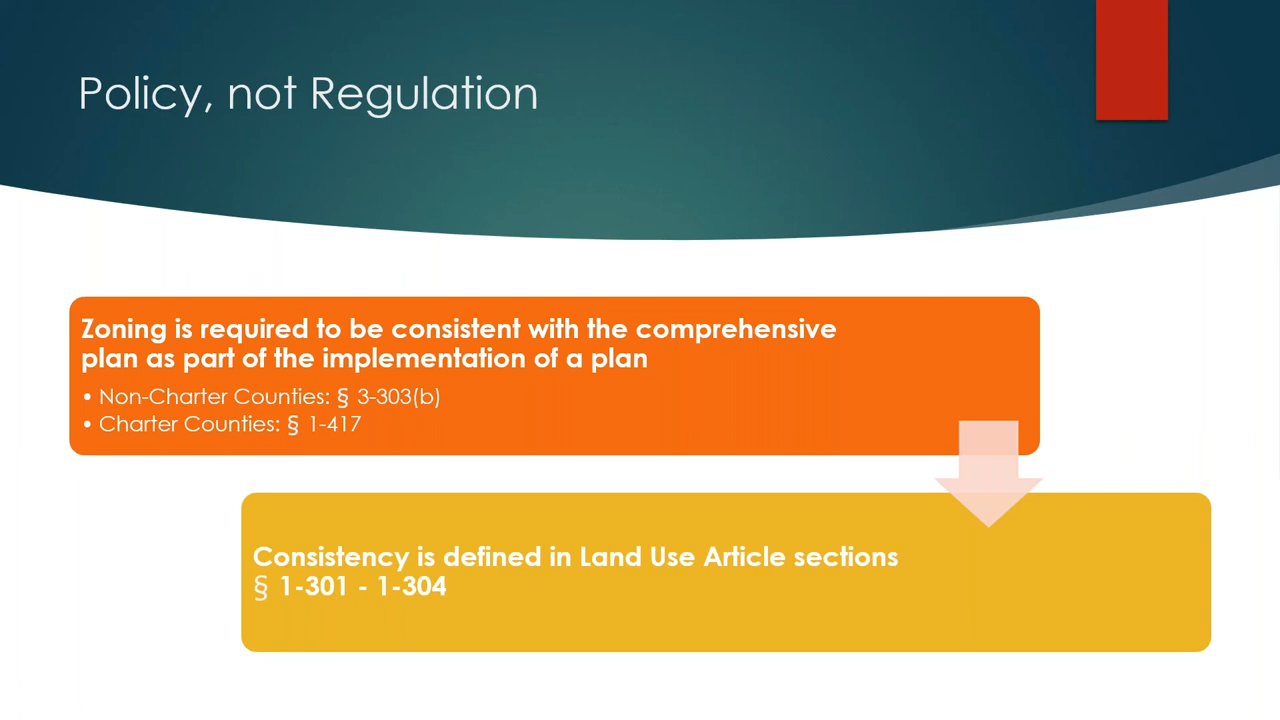 Policy, not Regulation
Zoning is required to be consistent with the comprehensive
plan as part of the implementation of a plan
• Non-Charter Counties: § 3-303(b)
• Charter Counties: § 1-417
Consistency is defined in Land Use Article sections
§ 1-301 - 1-304